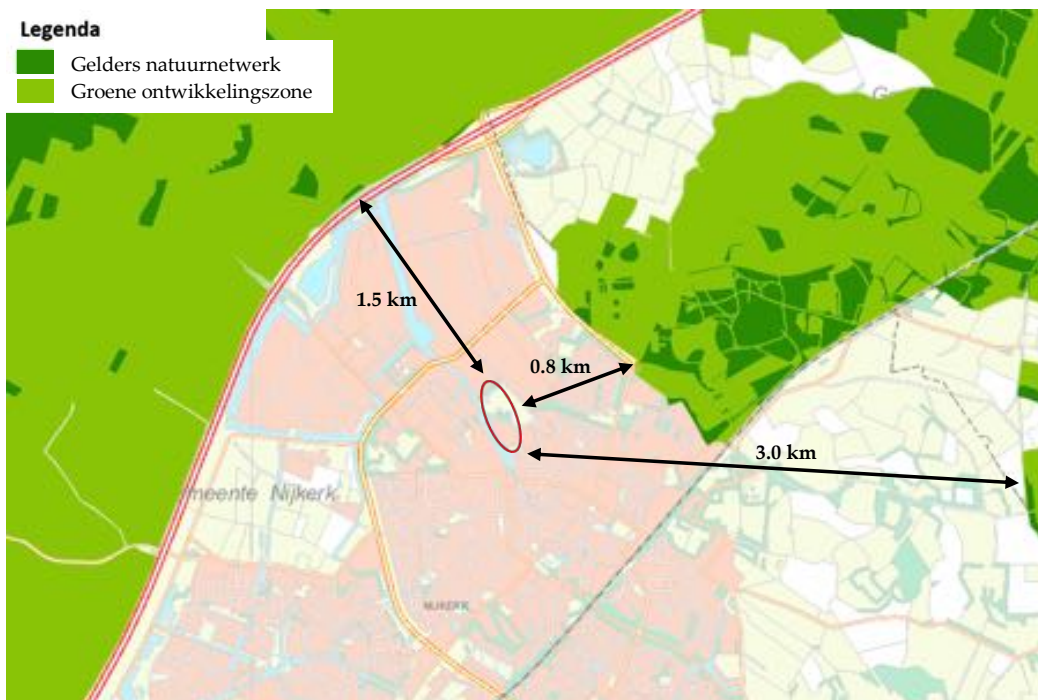 Legenda
Gelders natuurnetwerk
Groene ontwikkelingszone
G
1.5 km
0.8 km
3.0 km
meente Nijkerk
NIJKERK